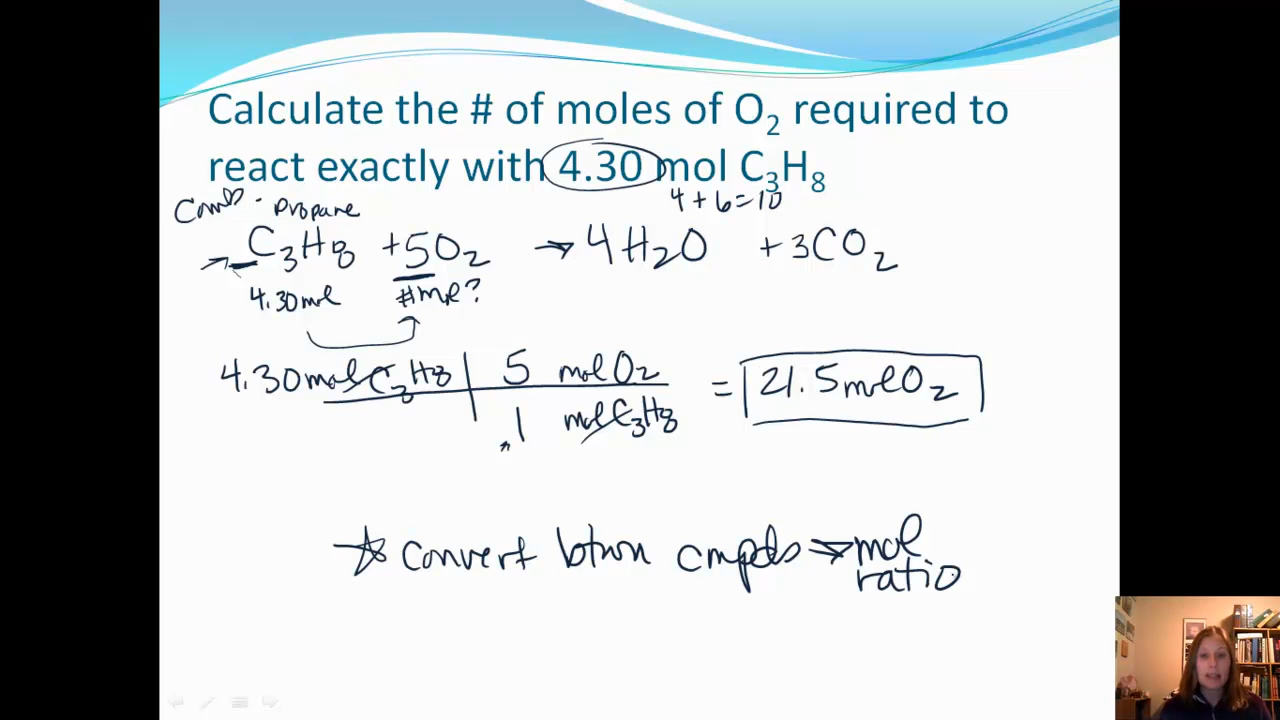 Calculate the # of moles of O₂ required to
react exactly with 4.30 mol C₃H₈
4 + 6 = 10
Comb - Propane
C₃H₈ + 5O₂ → 4H₂O + 3CO₂
4.30 mol #mol?
4.30 mol C₃H₈ | 5 mol O₂ = 21.5 mol O₂
1 mol C₃H₈
☆ Convert btwn cmpds → mol
ratio